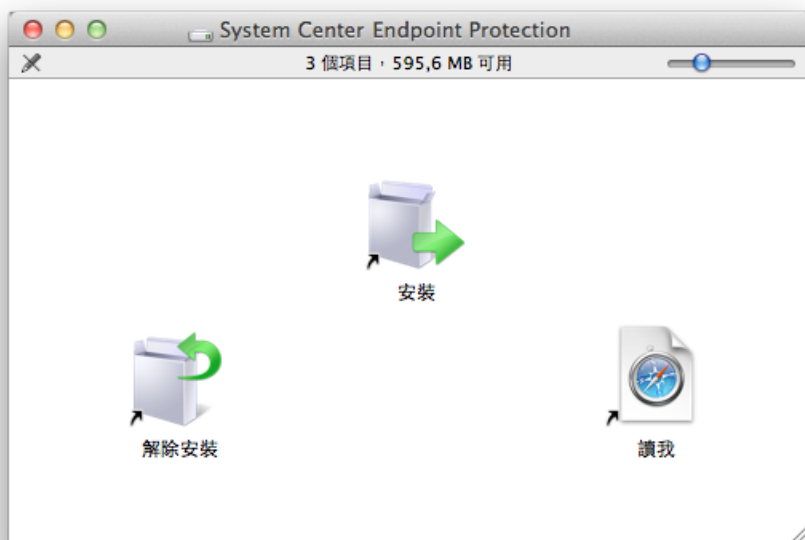 System Center Endpoint Protection
3 個項目，595,6 MB 可用
安裝
解除安裝
讀我